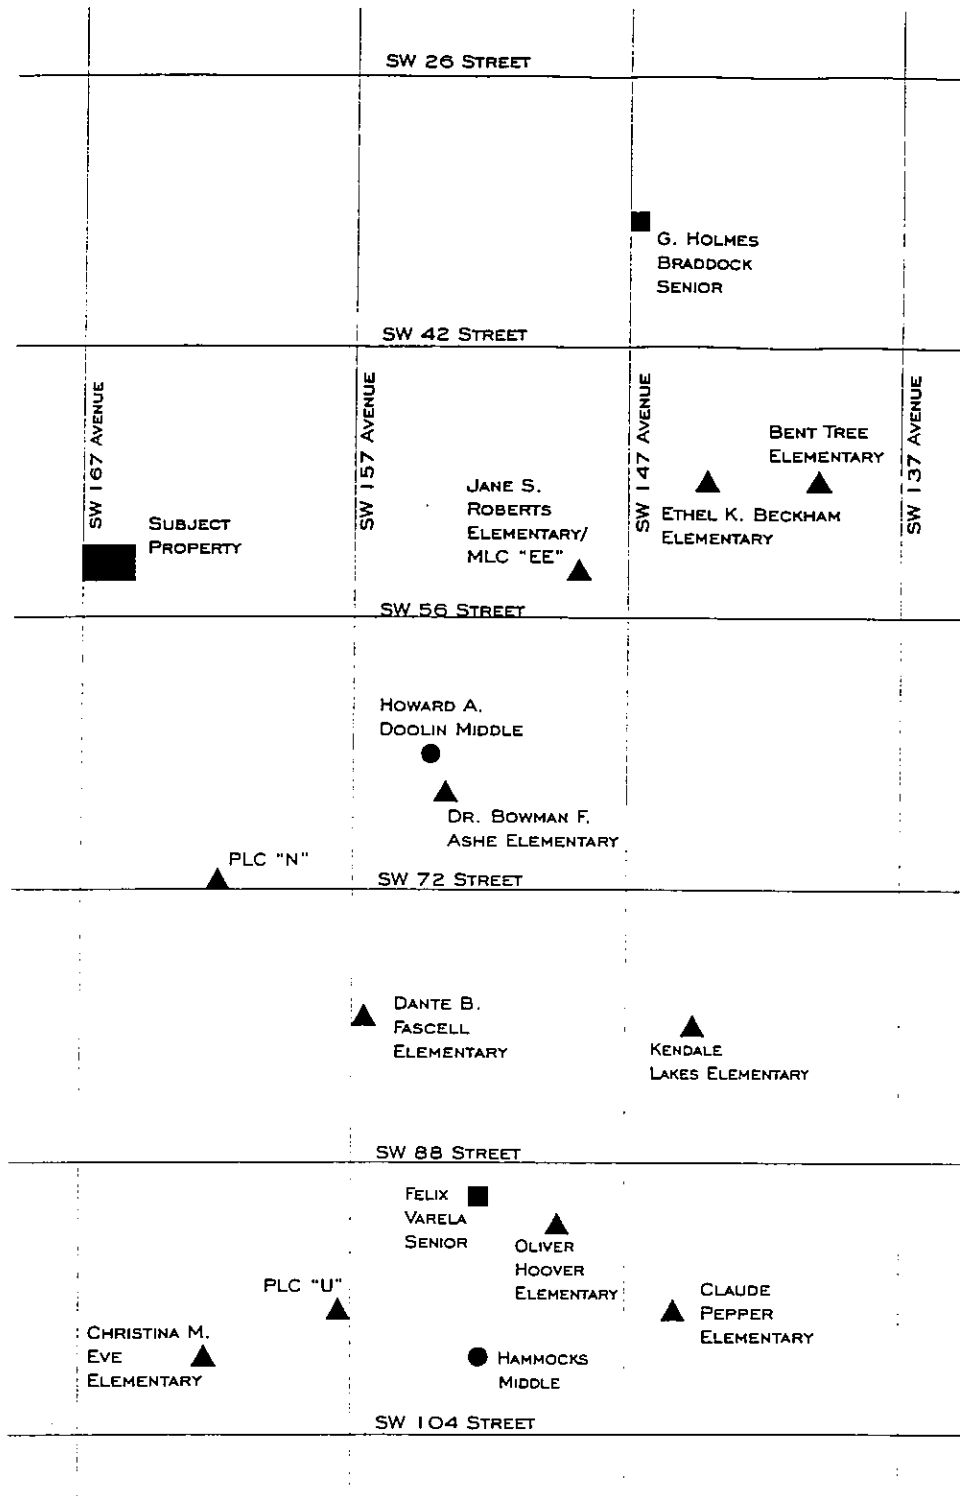 SW 26 STREET
G. HOLMES
BRADDOCK
SENIOR
SW 42 STREET
SW 167 AVENUE
SW 157 AVENUE
SW 147 AVENUE
SW 137 AVENUE
BENT TREE
ELEMENTARY
JANE S.
ROBERTS
ELEMENTARY/
MLC "EE"
ETHEL K. BECKHAM
ELEMENTARY
SUBJECT
PROPERTY
SW 56 STREET
HOWARD A.
DOOLIN MIDDLE
DR. BOWMAN F.
ASHE ELEMENTARY
PLC "N"
SW 72 STREET
DANTE B.
FASCELL
ELEMENTARY
KENDALE
LAKES ELEMENTARY
SW 88 STREET
FELIX
VARELA
SENIOR
OLIVER
HOOVER
ELEMENTARY
PLC "U"
CLAUDE
PEPPER
ELEMENTARY
CHRISTINA M.
EVE
ELEMENTARY
HAMMOCKS
MIDDLE
SW 104 STREET